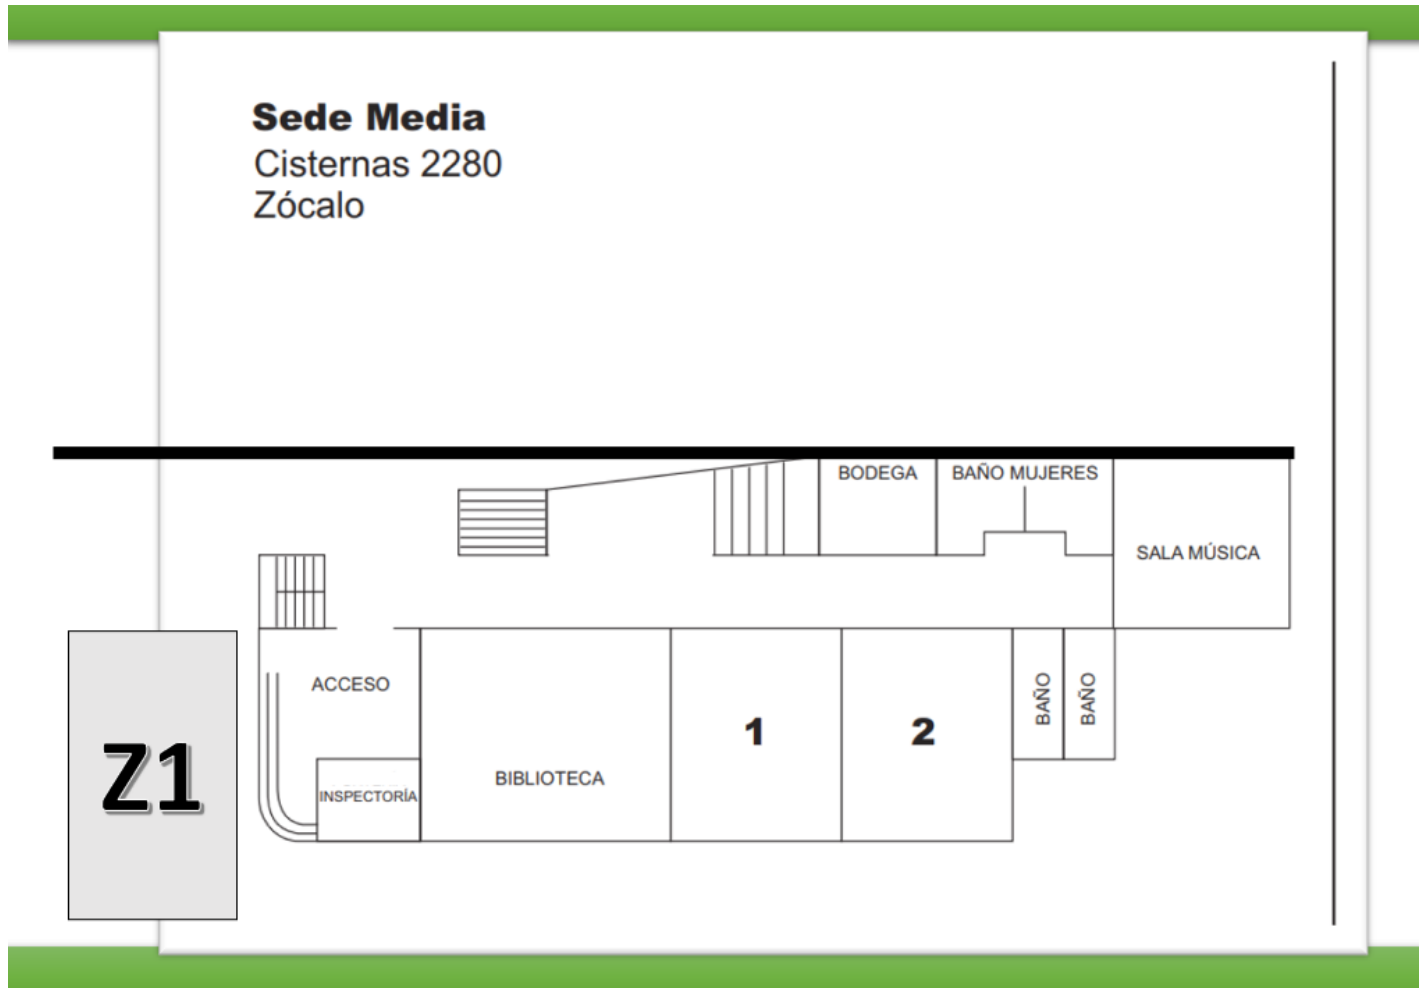 Sede Media
Cisternas 2280
Zócalo
BODEGA
BAÑO MUJERES
SALA MÚSICA
ACCESO
BAÑO
BAÑO
1
2
Z1
BIBLIOTECA
INSPECTORÍA